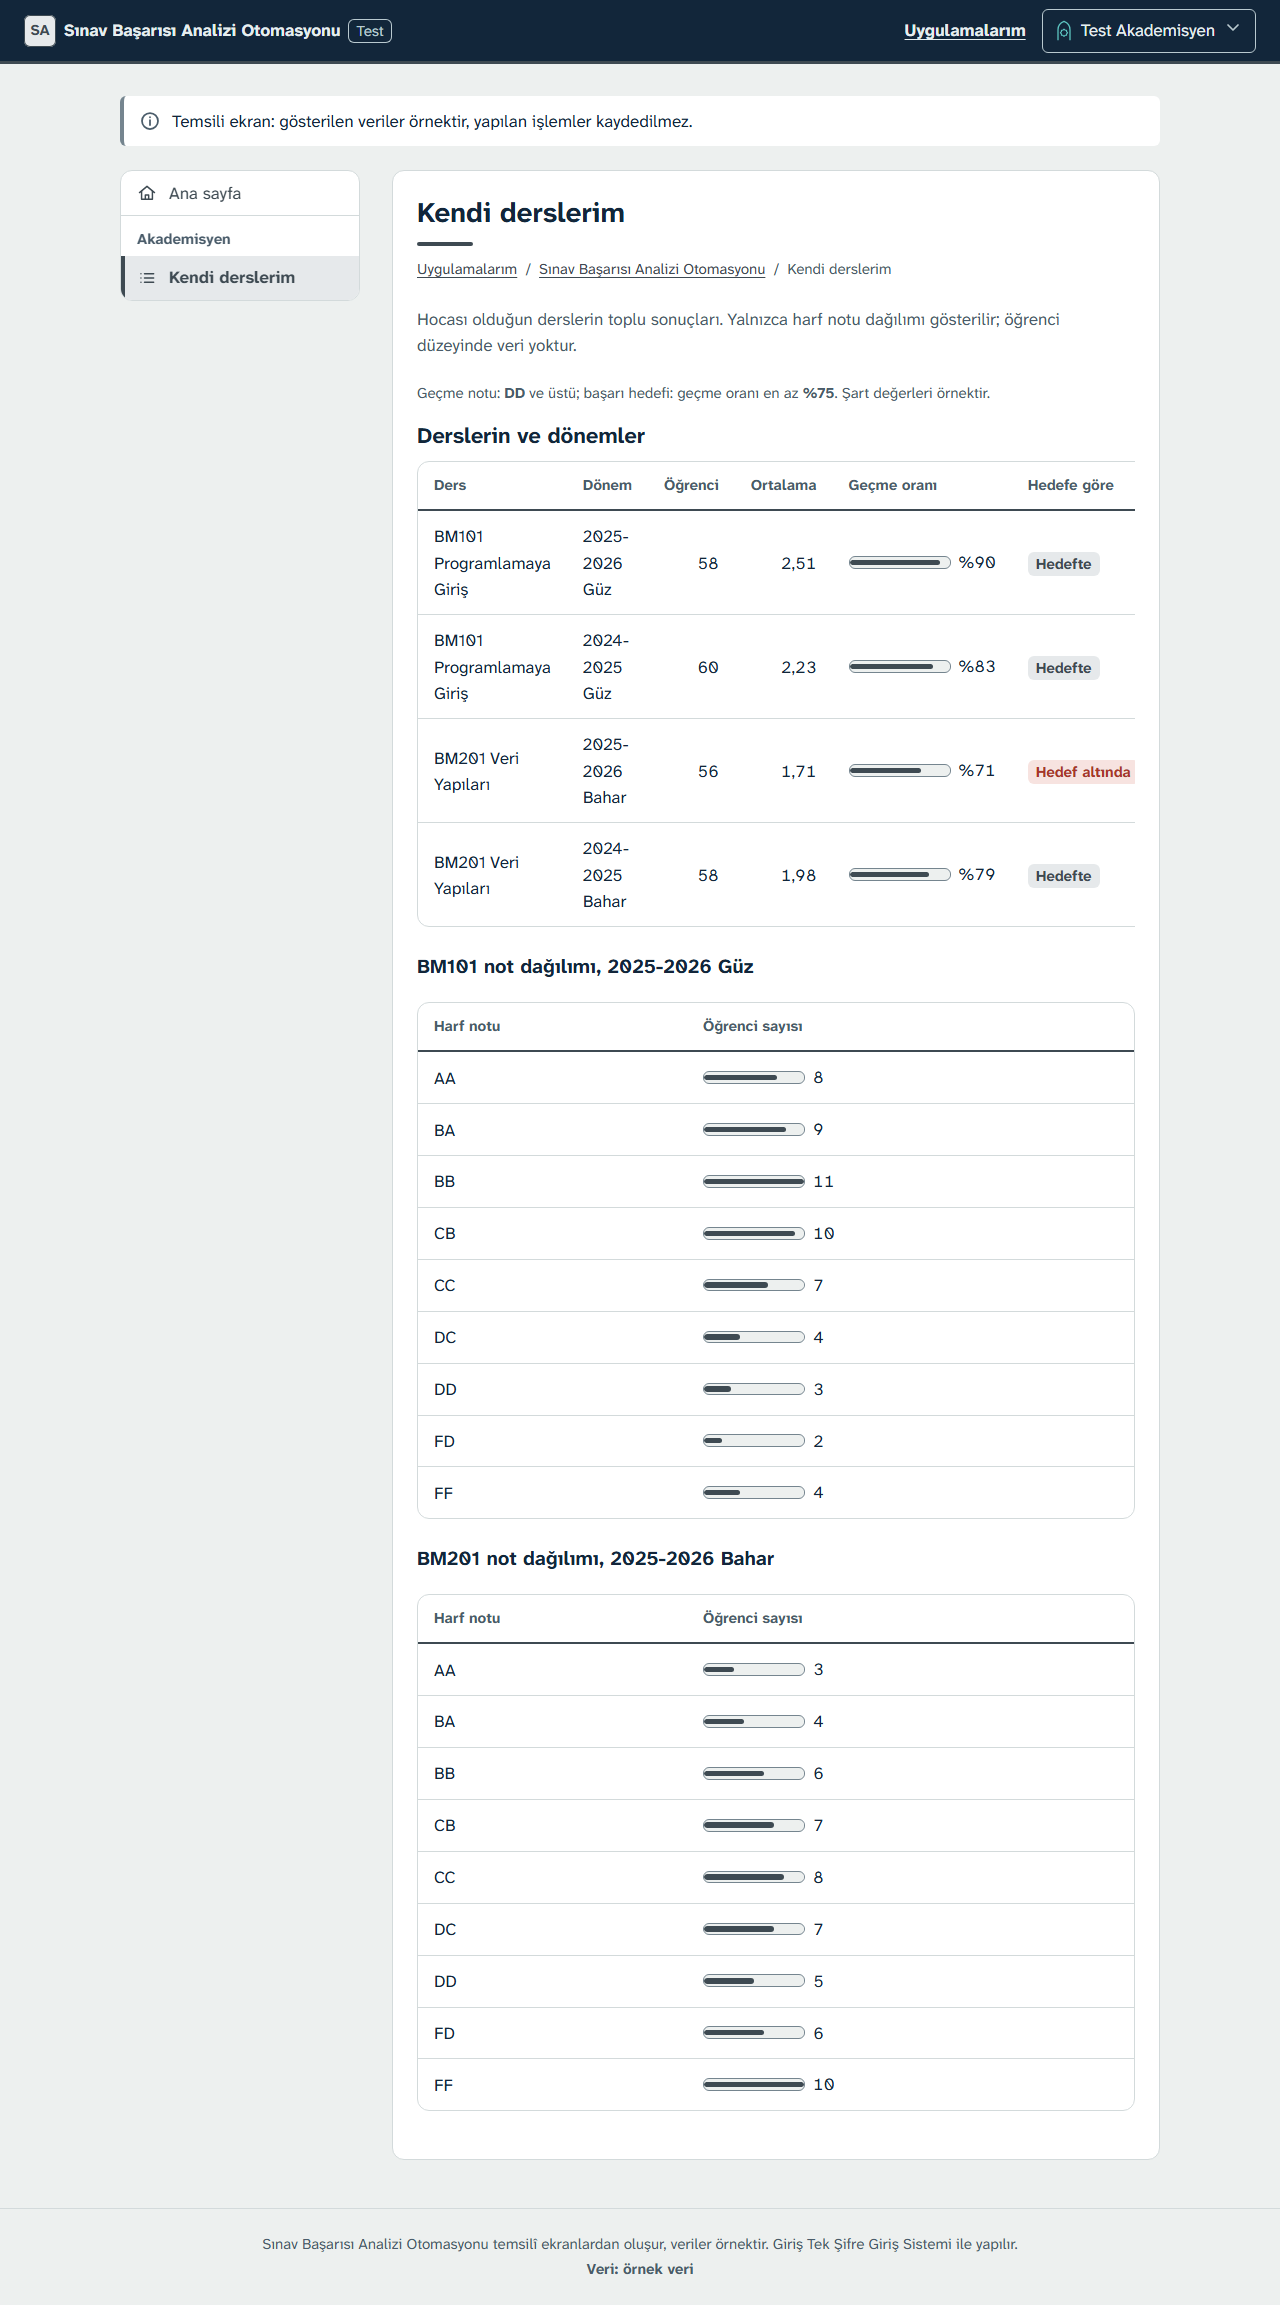 SA Sınav Başarısı Analizi Otomasyonu Test
Uygulamalarım Test Akademisyen
Temsili ekran: gösterilen veriler örnektir, yapılan işlemler kaydedilmez.
Ana sayfa
Akademisyen
Kendi derslerim
Kendi derslerim
Uygulamalarım / Sınav Başarısı Analizi Otomasyonu / Kendi derslerim
Hocası olduğun derslerin toplu sonuçları. Yalnızca harf notu dağılımı gösterilir; öğrenci
düzeyinde veri yoktur.
Geçme notu: DD ve üstü; başarı hedefi: geçme oranı en az %75. Şart değerleri örnektir.
Derslerin ve dönemler
Ders Dönem Öğrenci Ortalama Geçme oranı Hedefe göre
BM101 Programlamaya Giriş 2025-2026 Güz 58 2,51 %90 Hedefte
BM101 Programlamaya Giriş 2024-2025 Güz 60 2,23 %83 Hedefte
BM201 Veri Yapıları 2025-2026 Bahar 56 1,71 %71 Hedef altında
BM201 Veri Yapıları 2024-2025 Bahar 58 1,98 %79 Hedefte
BM101 not dağılımı, 2025-2026 Güz
Harf notu Öğrenci sayısı
AA 8
BA 9
BB 11
CB 10
CC 7
DC 4
DD 3
FD 2
FF 4
BM201 not dağılımı, 2025-2026 Bahar
Harf notu Öğrenci sayısı
AA 3
BA 4
BB 6
CB 7
CC 8
DC 7
DD 5
FD 6
FF 10
Sınav Başarısı Analizi Otomasyonu temsilî ekranlardan oluşur, veriler örnektir. Giriş Tek Şifre Giriş Sistemi ile yapılır.
Veri: örnek veri